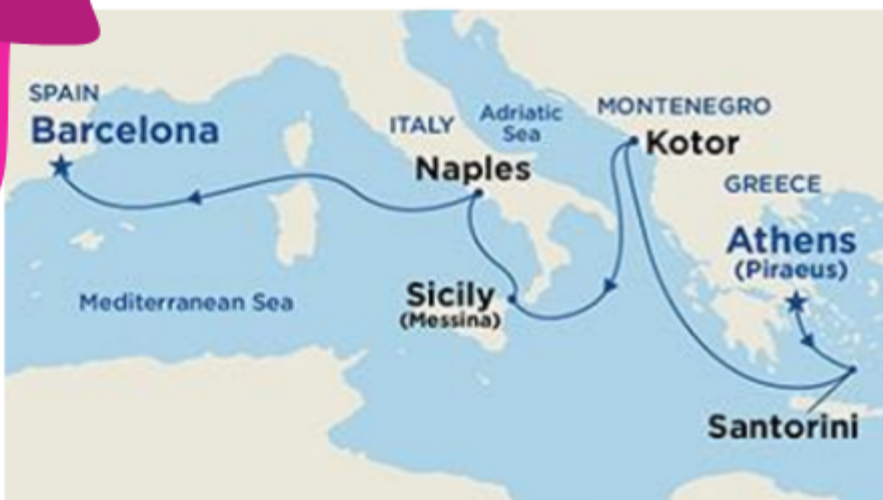 SPAIN
Barcelona
ITALY
Adriatic
Sea
MONTENEGRO
Kotor
Naples
GREECE
Athens
(Piraeus)
Mediterranean Sea
Sicily
(Messina)
Santorini